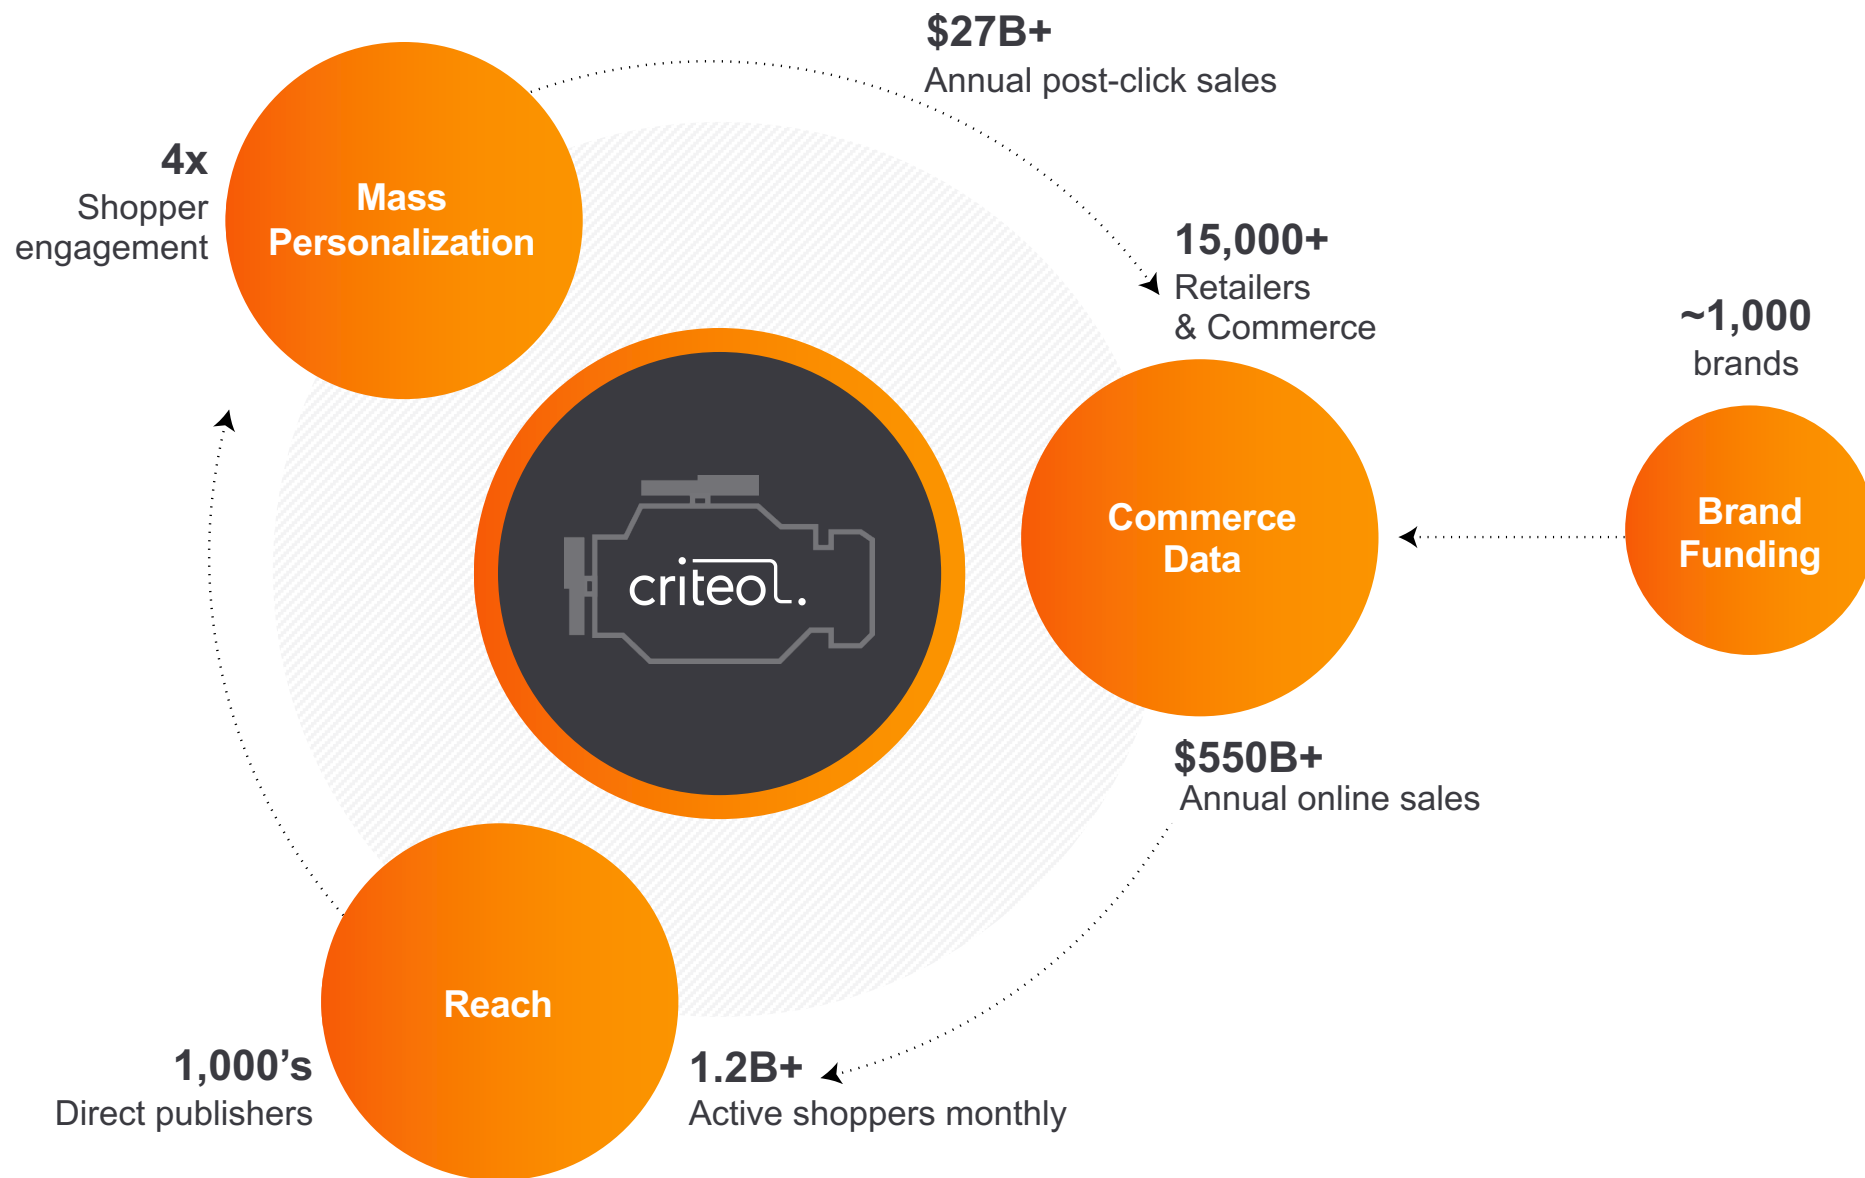 $27B+
Annual post-click sales
4x
Shopper
engagement
Mass
Personalization
15,000+
Retailers
& Commerce
~1,000
brands
criteo.
Commerce
Data
Brand
Funding
$550B+
Annual online sales
Reach
1,000’s
Direct publishers
1.2B+
Active shoppers monthly